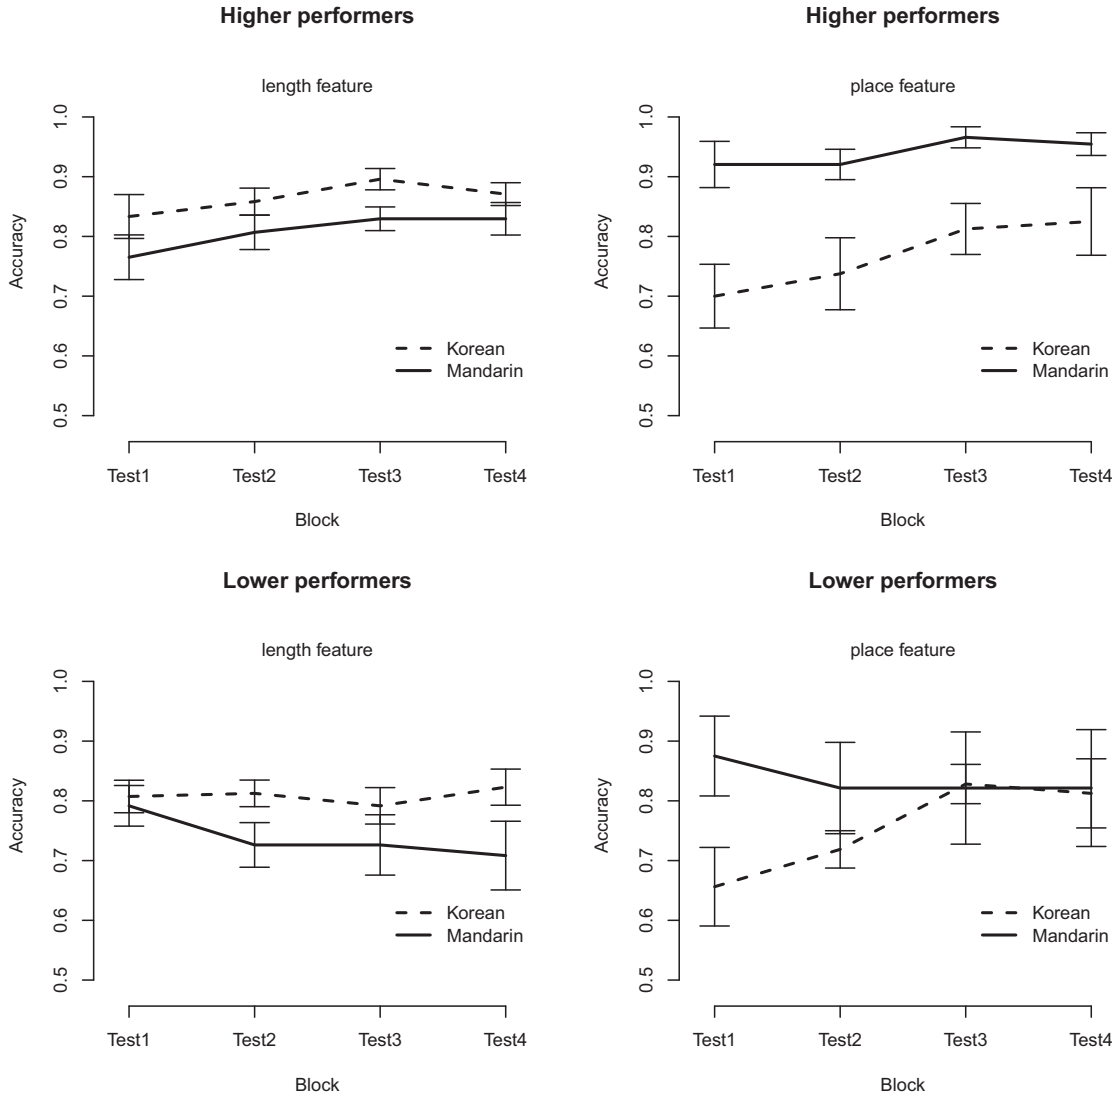 Higher performers
length feature
Accuracy
1.0
0.9
0.8
0.7
0.6
0.5
Korean
Mandarin
Test1 Test2 Test3 Test4
Block
Higher performers
place feature
Accuracy
1.0
0.9
0.8
0.7
0.6
0.5
Korean
Mandarin
Test1 Test2 Test3 Test4
Block
Lower performers
length feature
Accuracy
1.0
0.9
0.8
0.7
0.6
0.5
Korean
Mandarin
Test1 Test2 Test3 Test4
Block
Lower performers
place feature
Accuracy
1.0
0.9
0.8
0.7
0.6
0.5
Korean
Mandarin
Test1 Test2 Test3 Test4
Block